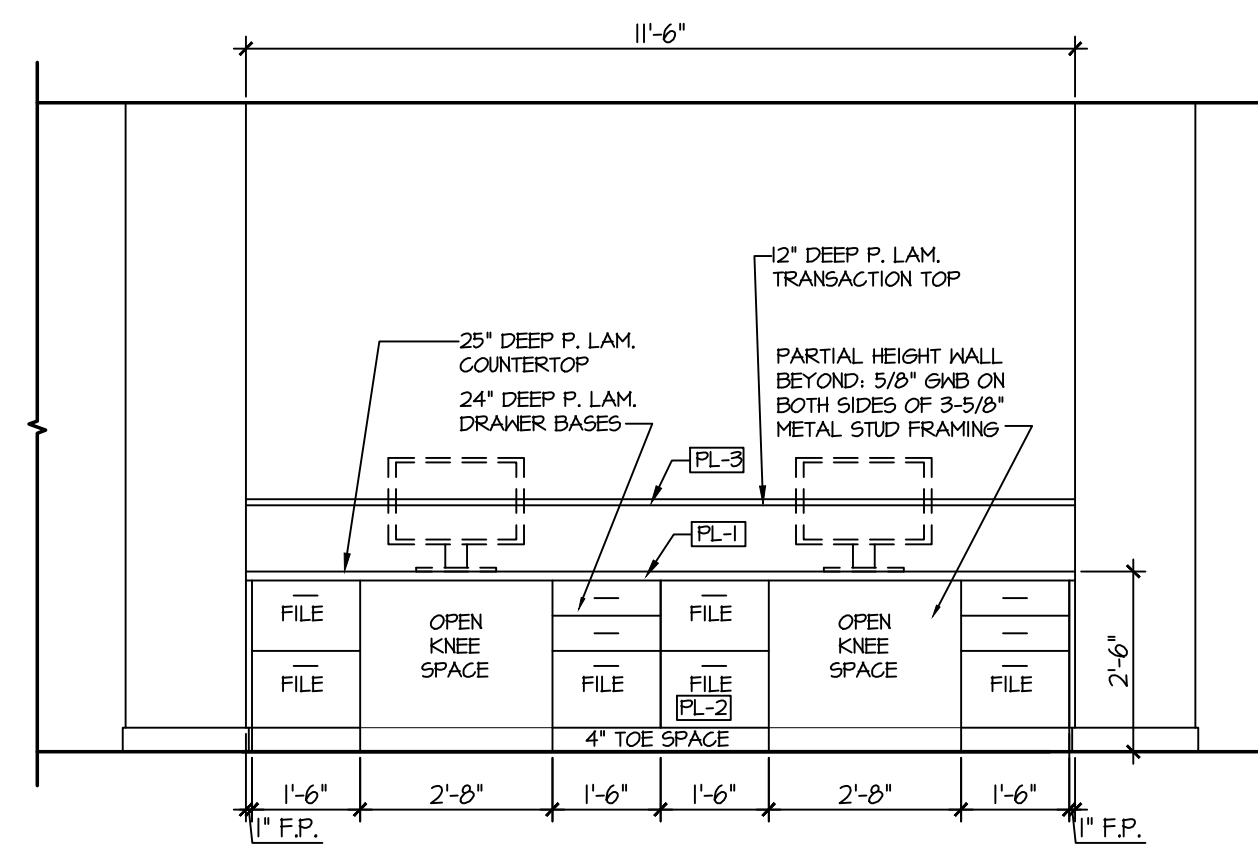 11'-6"
12" DEEP P. LAM.
TRANSACTION TOP
25" DEEP P. LAM.
COUNTERTOP
24" DEEP P. LAM.
DRAWER BASES
PARTIAL HEIGHT WALL
BEYOND: 5/8" GWB ON
BOTH SIDES OF 3-5/8"
METAL STUD FRAMING
PL-3
PL-1
FILE
OPEN
KNEE
SPACE
FILE
OPEN
KNEE
SPACE
2'-6"
FILE
FILE
FILE
FILE
PL-2
4" TOE SPACE
1'-6"
2'-8"
1'-6"
1'-6"
2'-8"
1'-6"
1" F.P.
1" F.P.